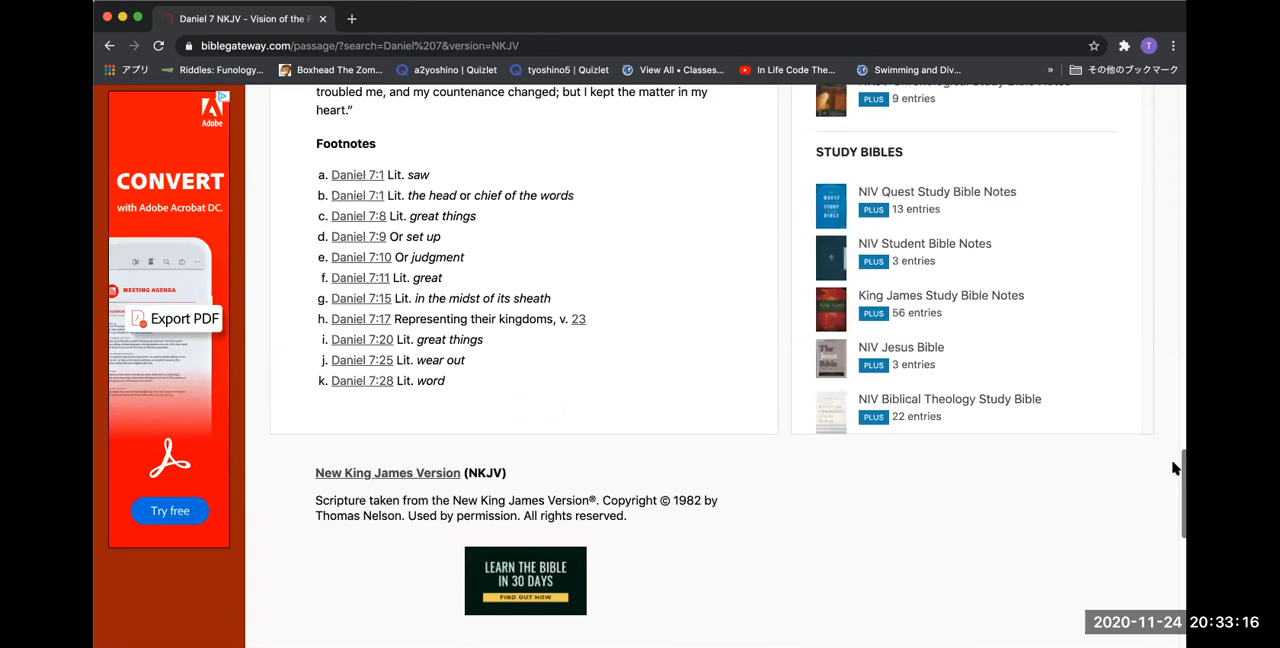 Daniel 7 NKJV - Vision of the F
biblegateway.com/passage/?search=Daniel%207&version=NKJV
T
アプリ
Riddles: Funology...
Boxhead The Zom...
a2yoshino | Quizlet
tyoshino5 | Quizlet
View All • Classes...
In Life Code The...
Swimming and Div...
»
その他のブックマーク
Adobe
CONVERT
with Adobe Acrobat DC.
MEETING AGENDA
Export PDF
Try free
troubled me, and my countenance changed; but I kept the matter in my
heart.”
Footnotes
a. Daniel 7:1 Lit. saw
b. Daniel 7:1 Lit. the head or chief of the words
c. Daniel 7:8 Lit. great things
d. Daniel 7:9 Or set up
e. Daniel 7:10 Or judgment
f. Daniel 7:11 Lit. great
g. Daniel 7:15 Lit. in the midst of its sheath
h. Daniel 7:17 Representing their kingdoms, v. 23
i. Daniel 7:20 Lit. great things
j. Daniel 7:25 Lit. wear out
k. Daniel 7:28 Lit. word
PLUS 9 entries
STUDY BIBLES
NIV Quest Study Bible Notes
PLUS 13 entries
NIV Student Bible Notes
PLUS 3 entries
King James Study Bible Notes
PLUS 56 entries
The Jesus Bible
NIV Jesus Bible
PLUS 3 entries
NIV Biblical Theology Study Bible
PLUS 22 entries
New King James Version (NKJV)
Scripture taken from the New King James Version®. Copyright © 1982 by
Thomas Nelson. Used by permission. All rights reserved.
LEARN THE BIBLE
IN 30 DAYS
FIND OUT HOW
2020-11-24 20:33:16